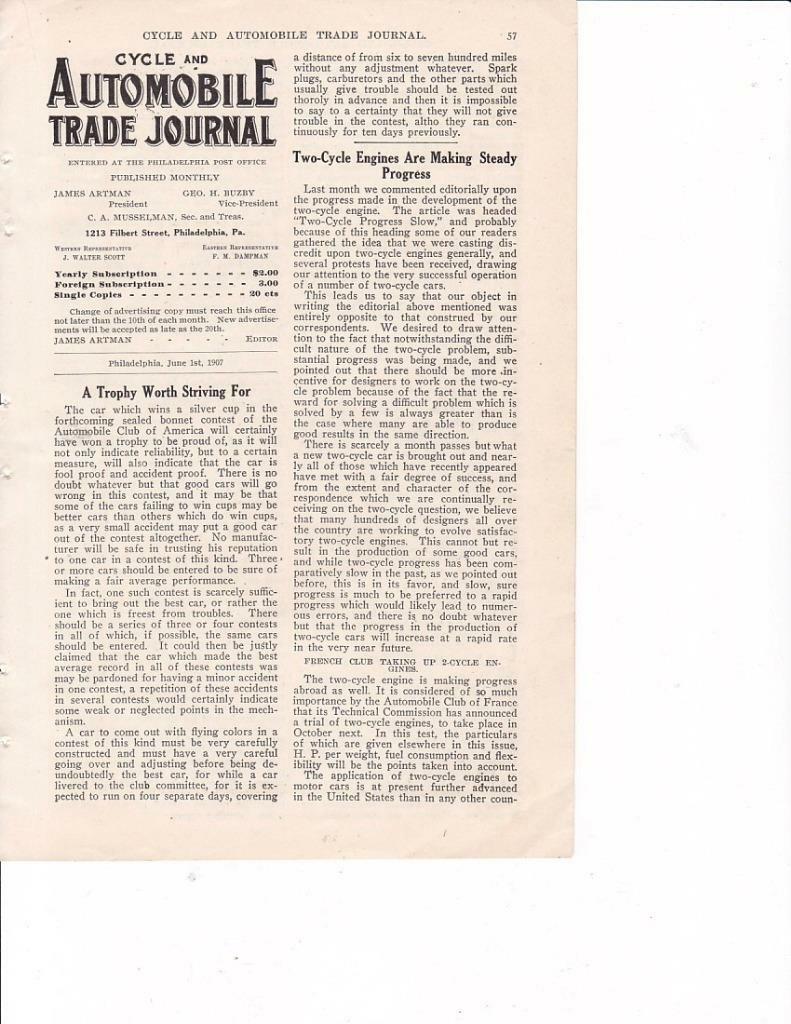 CYCLE AND AUTOMOBILE TRADE JOURNAL. 57
CYCLE AND
AUTOMOBILE
TRADE JOURNAL
ENTERED AT THE PHILADELPHIA POST OFFICE
PUBLISHED MONTHLY
JAMES ARTMAN GEO. H. BUZBY
President Vice-President
C. A. MUSSELMAN, Sec. and Treas.
1213 Filbert Street, Philadelphia, Pa.
Western Representative Eastern Representative
J. WALTER SCOTT F. M. DAMPMAN
Yearly Subscription - - - - - - - $2.00
Foreign Subscription - - - - - - - 3.00
Single Copies - - - - - - - - - - 20 cts
Change of advertising copy must reach this office
not later than the 10th of each month. New advertise-
ments will be accepted as late as the 20th.
JAMES ARTMAN - - - - - EDITOR
Philadelphia, June 1st, 1907
A Trophy Worth Striving For
The car which wins a silver cup in the
forthcoming sealed bonnet contest of the
Automobile Club of America will certainly
have won a trophy to be proud of, as it will
not only indicate reliability, but to a certain
measure, will also indicate that the car is
fool proof and accident proof. There is no
doubt whatever but that good cars will go
wrong in this contest, and it may be that
some of the cars failing to win cups may be
better cars than others which do win cups,
as a very small accident may put a good car
out of the contest altogether. No manufac-
turer will be safe in trusting his reputation
to one car in a contest of this kind. Three
or more cars should be entered to be sure of
making a fair average performance.
In fact, one such contest is scarcely suffic-
ient to bring out the best car, or rather the
one which is freest from troubles. There
should be a series of three or four contests
in all of which, if possible, the same cars
should be entered. It could then be justly
claimed that the car which made the best
average record in all of these contests was
may be pardoned for having a minor accident
in one contest, a repetition of these accidents
in several contests would certainly indicate
some weak or neglected points in the mech-
anism.
A car to come out with flying colors in a
contest of this kind must be very carefully
constructed and must have a very careful
going over and adjusting before being de-
undoubtedly the best car, for while a car
livered to the club committee, for it is ex-
pected to run on four separate days, covering
a distance of from six to seven hundred miles
without any adjustment whatever. Spark
plugs, carburetors and the other parts which
usually give trouble should be tested out
thoroly in advance and then it is impossible
to say to a certainty that they will not give
trouble in the contest, altho they ran con-
tinuously for ten days previously.
Two-Cycle Engines Are Making Steady
Progress
Last month we commented editorially upon
the progress made in the development of the
two-cycle engine. The article was headed
"Two-Cycle Progress Slow," and probably
because of this heading some of our readers
gathered the idea that we were casting dis-
credit upon two-cycle engines generally, and
several protests have been received, drawing
our attention to the very successful operation
of a number of two-cycle cars.
This leads us to say that our object in
writing the editorial above mentioned was
entirely opposite to that construed by our
correspondents. We desired to draw atten-
tion to the fact that notwithstanding the diffi-
cult nature of the two-cycle problem, sub-
stantial progress was being made, and we
pointed out that there should be more in-
centive for designers to work on the two-cy-
cle problem because of the fact that the re-
ward for solving a difficult problem which is
solved by a few is always greater than is
the case where many are able to produce
good results in the same direction.
There is scarcely a month passes but what
a new two-cycle car is brought out and near-
ly all of those which have recently appeared
have met with a fair degree of success, and
from the extent and character of the cor-
respondence which we are continually re-
ceiving on the two-cycle question, we believe
that many hundreds of designers all over
the country are working to evolve satisfac-
tory two-cycle engines. This cannot but re-
sult in the production of some good cars,
and while two-cycle progress has been com-
paratively slow in the past, as we pointed out
before, this is in its favor, and slow, sure
progress is much to be preferred to a rapid
progress which would likely lead to numer-
ous errors, and there is no doubt whatever
but that the progress in the production of
two-cycle cars will increase at a rapid rate
in the very near future.
FRENCH CLUB TAKING UP 2-CYCLE EN-
GINES.
The two-cycle engine is making progress
abroad as well. It is considered of so much
importance by the Automobile Club of France
that its Technical Commission has announced
a trial of two-cycle engines, to take place in
October next. In this test, the particulars
of which are given elsewhere in this issue,
H. P. per weight, fuel consumption and flex-
ibility will be the points taken into account.
The application of two-cycle engines to
motor cars is at present further advanced
in the United States than in any other coun-